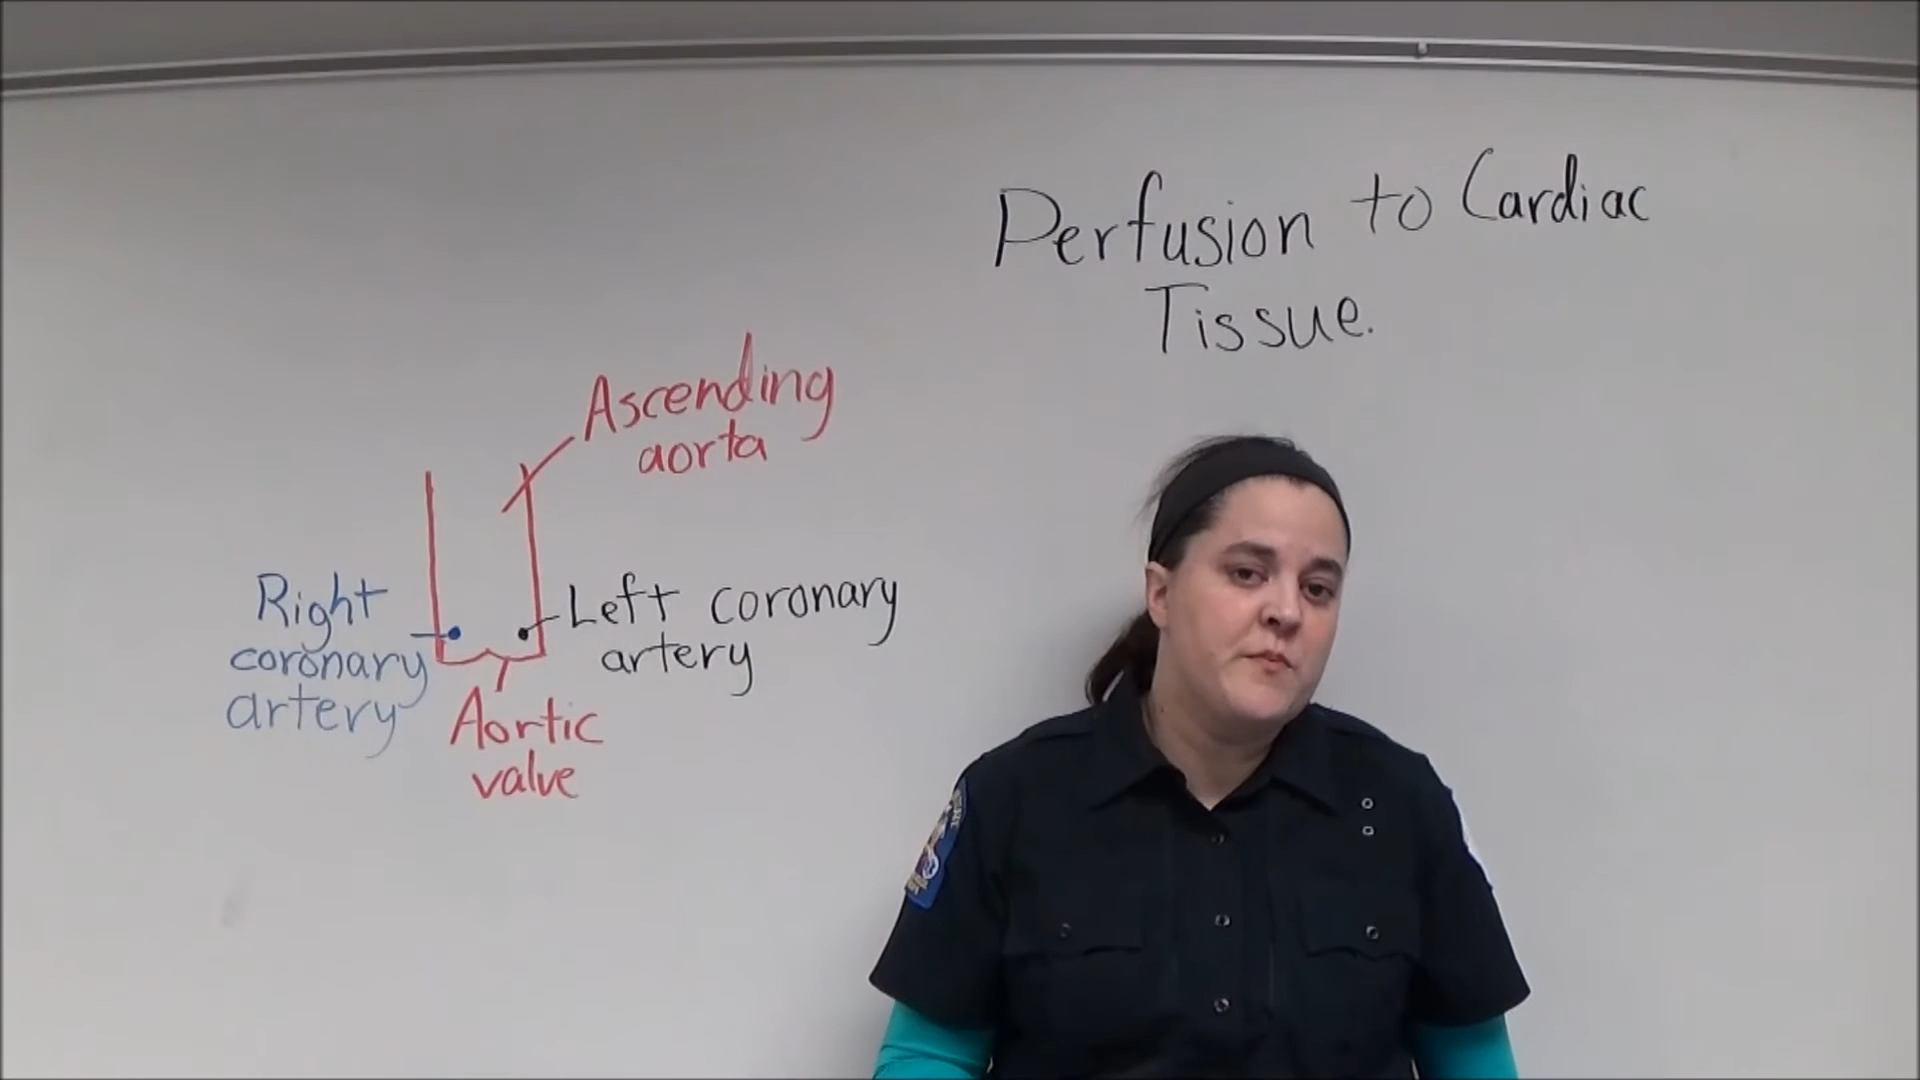 Perfusion to Cardiac
Tissue.
Ascending
aorta
Right
coronary
artery
Left coronary
artery
Aortic
valve